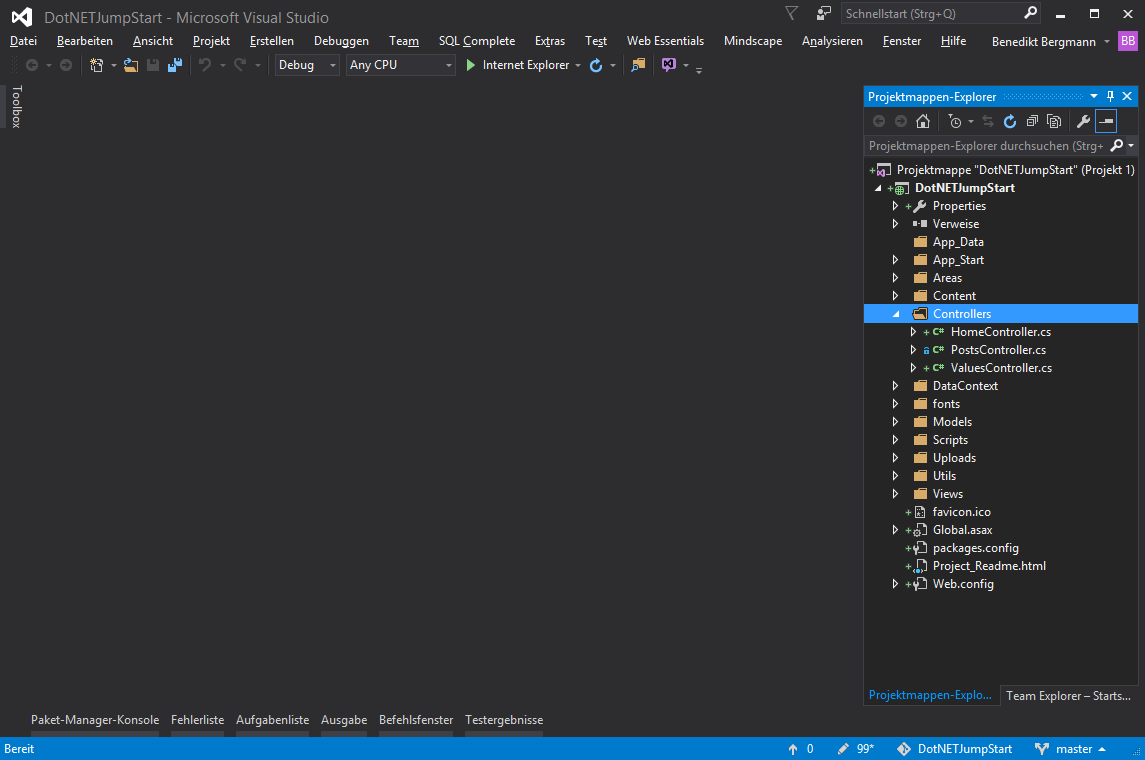 DotNETJumpStart - Microsoft Visual Studio
Schnellstart (Strg+Q)
Datei Bearbeiten Ansicht Projekt Erstellen Debuggen Team SQL Complete Extras Test Web Essentials Mindscape Analysieren Fenster Hilfe Benedikt Bergmann BB
Debug Any CPU Internet Explorer
Toolbox
Projektmappen-Explorer
Projektmappen-Explorer durchsuchen (Strg+
Projektmappe "DotNETJumpStart" (Projekt 1)
DotNETJumpStart
Properties
Verweise
App_Data
App_Start
Areas
Content
Controllers
C# HomeController.cs
C# PostsController.cs
C# ValuesController.cs
DataContext
fonts
Models
Scripts
Uploads
Utils
Views
favicon.ico
Global.asax
packages.config
Project_Readme.html
Web.config
Projektmappen-Explo... Team Explorer – Starts...
Paket-Manager-Konsole Fehlerliste Aufgabenliste Ausgabe Befehlsfenster Testergebnisse
Bereit 0 99* DotNETJumpStart master